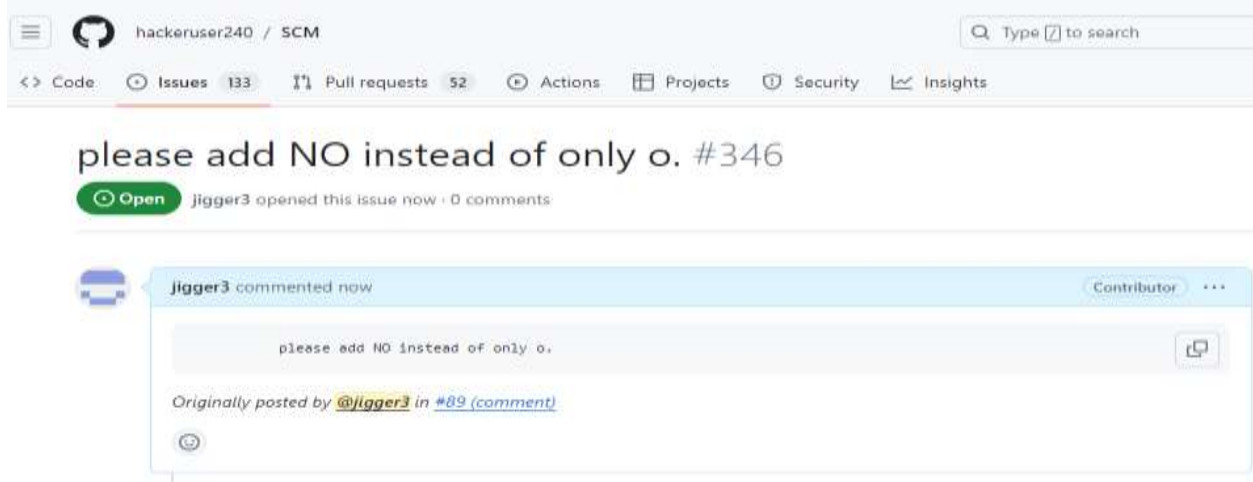 hackeruser240 / SCM
Type / to search
<> Code Issues 133 Pull requests 52 Actions Projects Security Insights
please add NO instead of only o. #346
Open jigger3 opened this issue now · 0 comments
jigger3 commented now Contributor ...
please add NO instead of only o.
Originally posted by @jigger3 in #89 (comment)